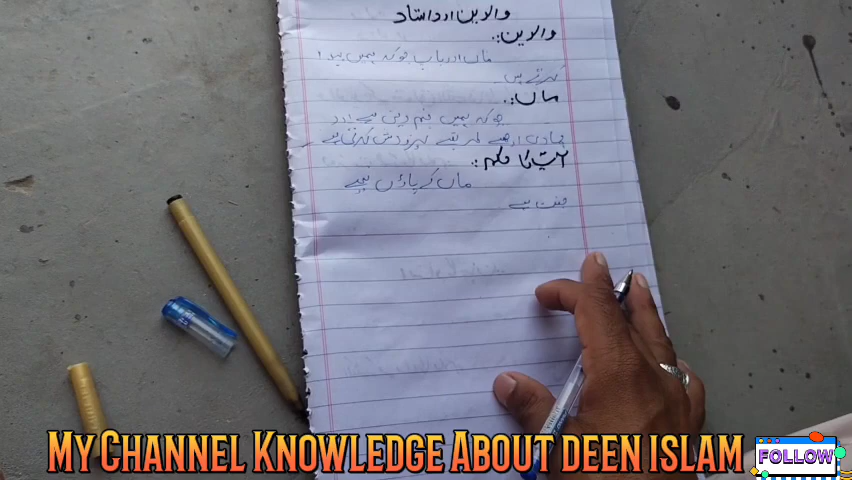 والدین اور استاد
والدین:.
ماں اور باپ جو کہ ہمیں پیدا
کرتے ہیں
ماں:.
جو کہ ہمیں جنم دیتی ہے اور
ہماری اچھے طریقے پرورش کرتی ہے
آپؐ کا حکم:.
ماں کے پاؤں نیچے
جنت ہے
MY CHANNEL KNOWLEDGE ABOUT DEEN ISLAM
FOLLOW